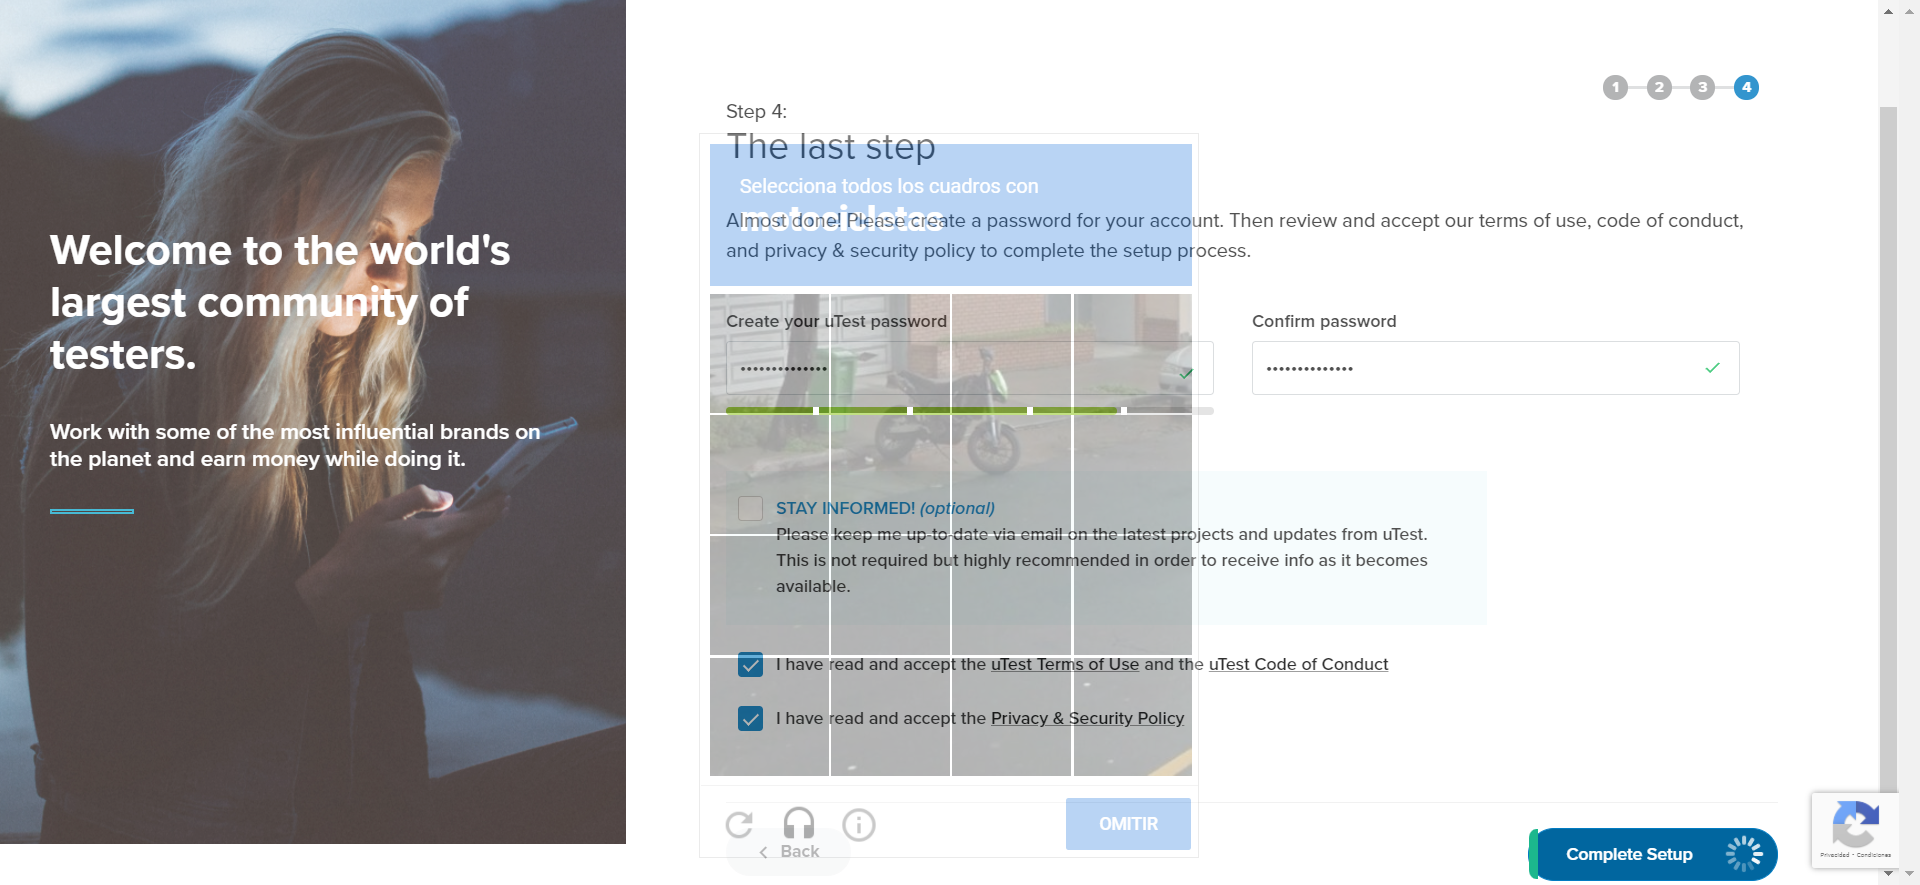 1 2 3 4
Step 4:
The last step
Selecciona todos los cuadros con
motocicletas
Almost done! Please create a password for your account. Then review and accept our terms of use, code of conduct,
and privacy & security policy to complete the setup process.
Welcome to the world's
largest community of
testers.
Work with some of the most influential brands on
the planet and earn money while doing it.
Create your uTest password
Confirm password
STAY INFORMED! (optional)
Please keep me up-to-date via email on the latest projects and updates from uTest.
This is not required but highly recommended in order to receive info as it becomes
available.
I have read and accept the uTest Terms of Use and the uTest Code of Conduct
I have read and accept the Privacy & Security Policy
OMITIR
Back
Complete Setup
Privacidad - Condiciones